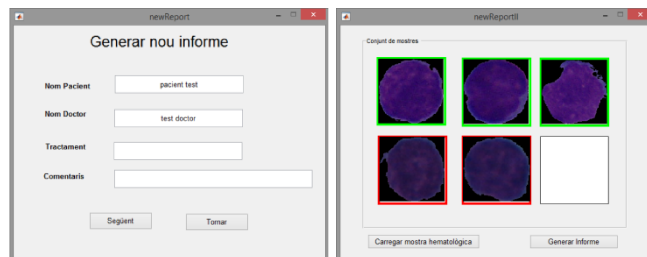 newReport
Generar nou informe
Nom Pacient
pacient test
Nom Doctor
test doctor
Tractament
Comentaris
Següent
Tornar
newReportII
Conjunt de mostres
Carregar mostra hematológica
Generar Informe